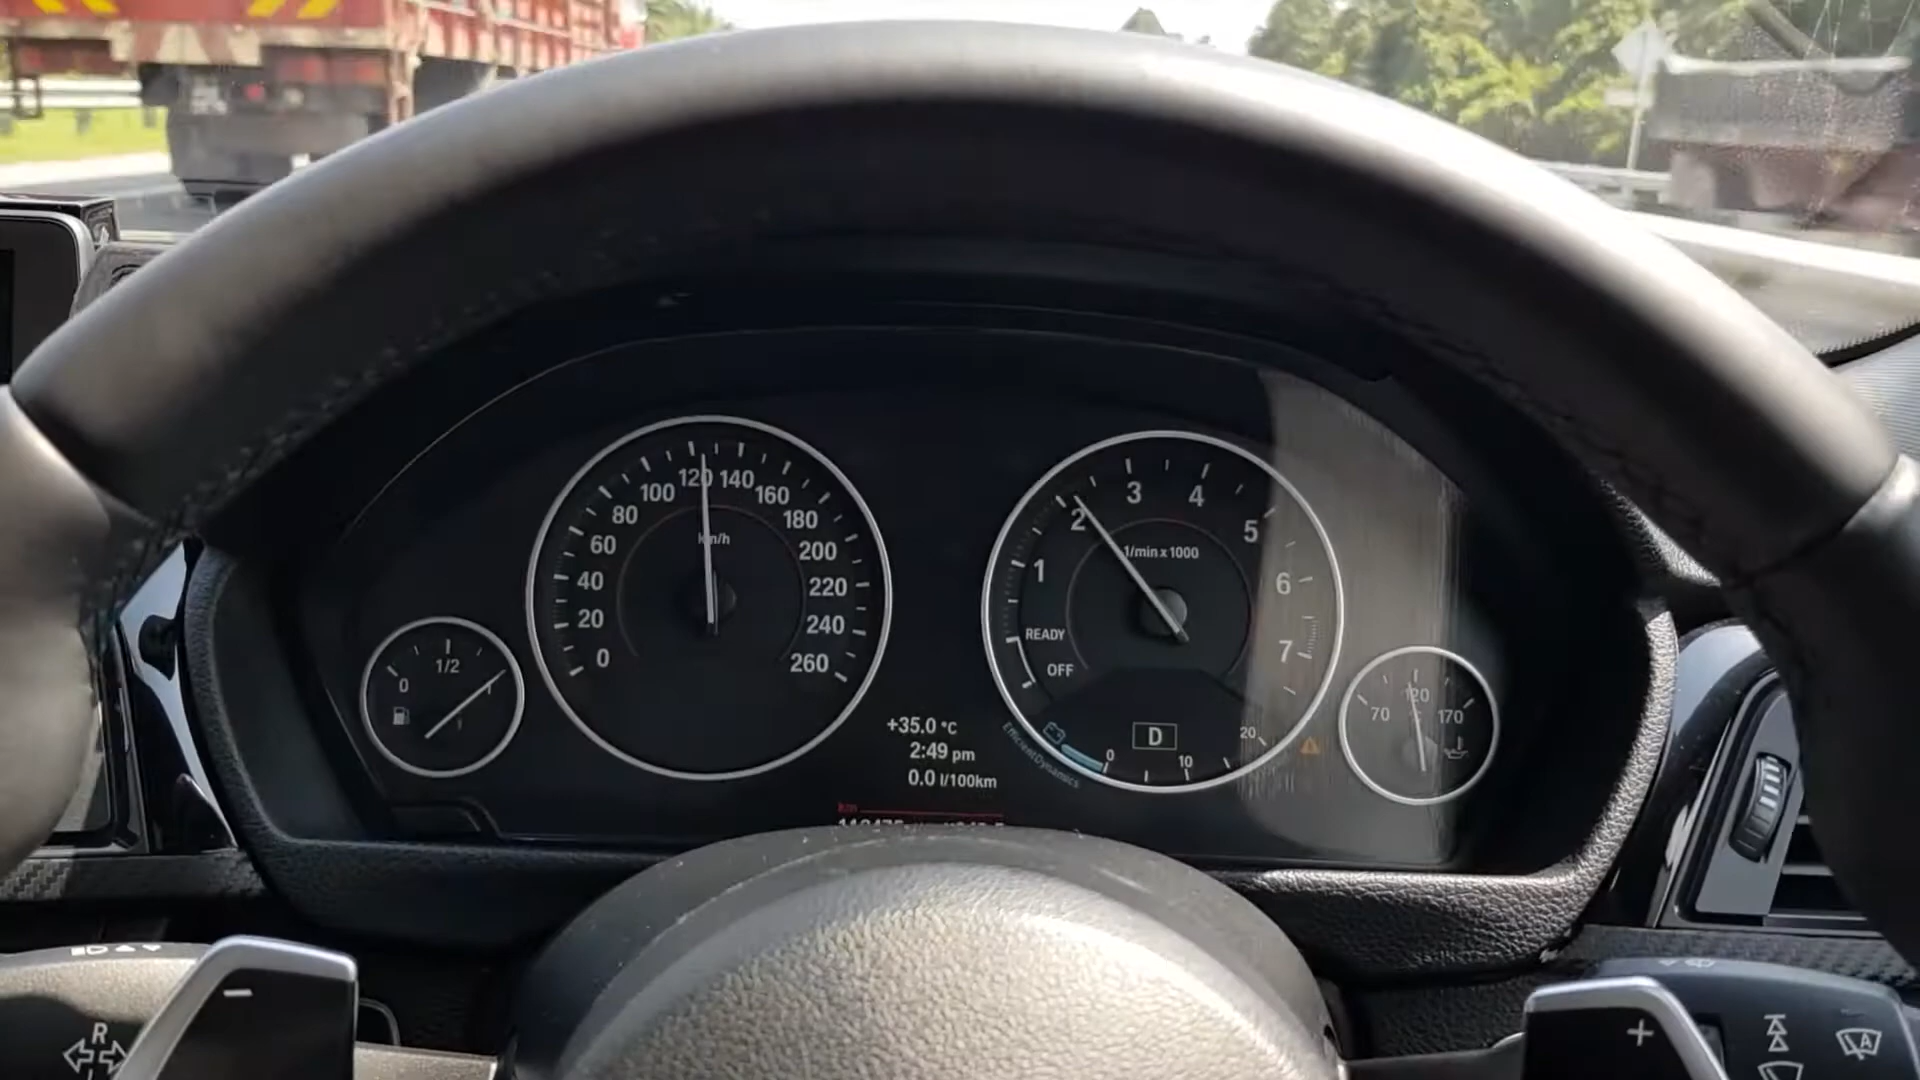 0
1/2
1
0
20
40
60
80
100
120
140
160
180
200
220
240
260
km/h
+35.0 °C
2:49 pm
0.0 l/100km
km
OFF
READY
1
2
3
4
5
6
7
1/min x 1000
D
0
10
20
EfficientDynamics
70
120
170
−
R
+
A